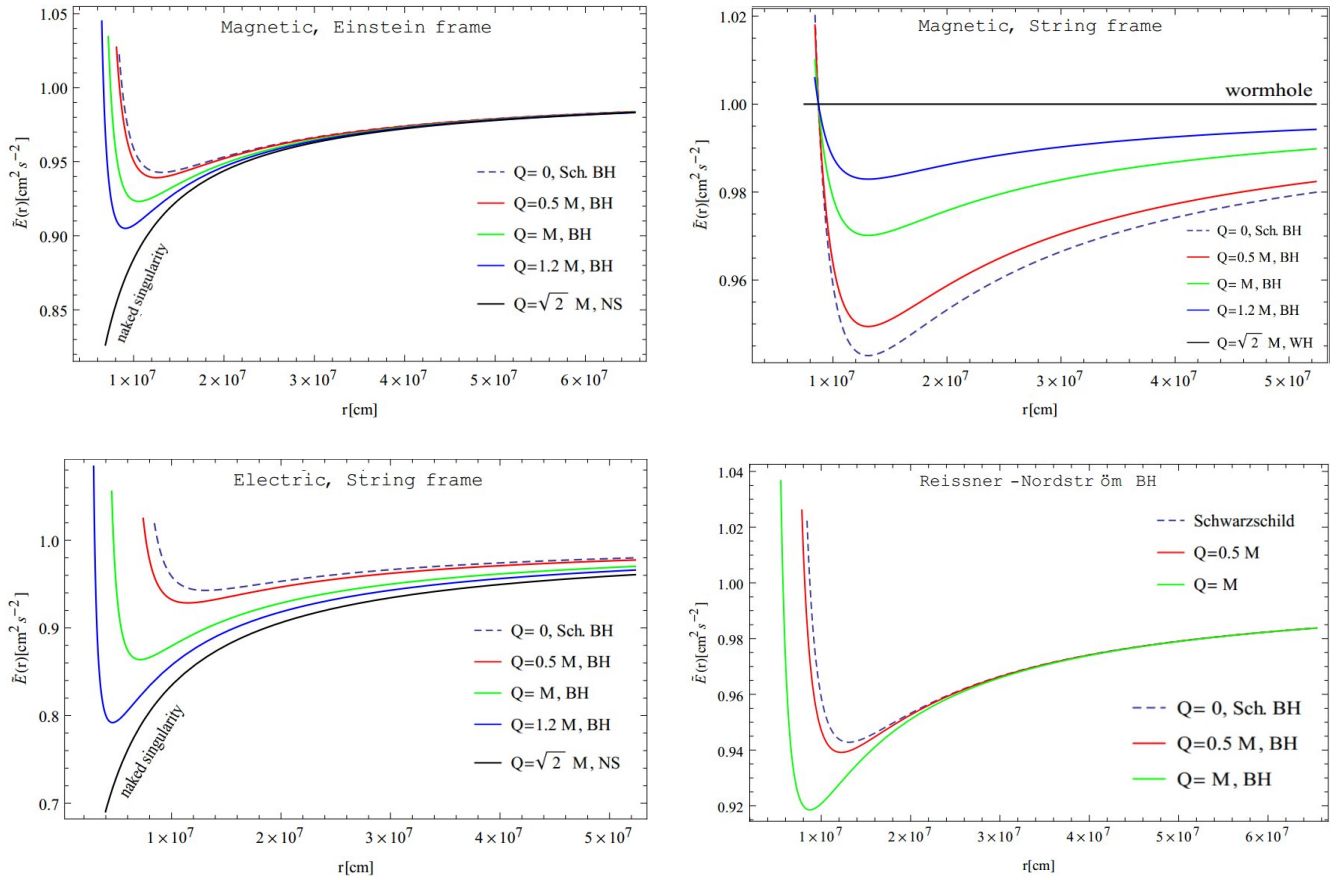 Magnetic, Einstein frame
1.05
1.00
0.95
0.90
0.85
Ẽ(r)[cm² s⁻²]
Q= 0, Sch. BH
Q=0.5 M, BH
Q= M, BH
Q=1.2 M, BH
Q=√2 M, NS
naked singularity
1×10⁷ 2×10⁷ 3×10⁷ 4×10⁷ 5×10⁷ 6×10⁷
r[cm]
Magnetic, String frame
1.02
1.00
0.98
0.96
Ẽ(r)[cm² s⁻²]
wormhole
Q= 0, Sch. BH
Q=0.5 M, BH
Q= M, BH
Q=1.2 M, BH
Q=√2 M, WH
1×10⁷ 2×10⁷ 3×10⁷ 4×10⁷ 5×10⁷
r[cm]
Electric, String frame
1.0
0.9
0.8
0.7
Ẽ(r)[cm² s⁻²]
Q= 0, Sch. BH
Q=0.5 M, BH
Q= M, BH
Q=1.2 M, BH
Q=√2 M, NS
naked singularity
1×10⁷ 2×10⁷ 3×10⁷ 4×10⁷ 5×10⁷
r[cm]
Reissner-Nordström BH
1.04
1.02
1.00
0.98
0.96
0.94
0.92
Ẽ(r)[cm² s⁻²]
Schwarzschild
Q=0.5 M
Q= M
Q= 0, Sch. BH
Q=0.5 M, BH
Q= M, BH
1×10⁷ 2×10⁷ 3×10⁷ 4×10⁷ 5×10⁷ 6×10⁷
r[cm]